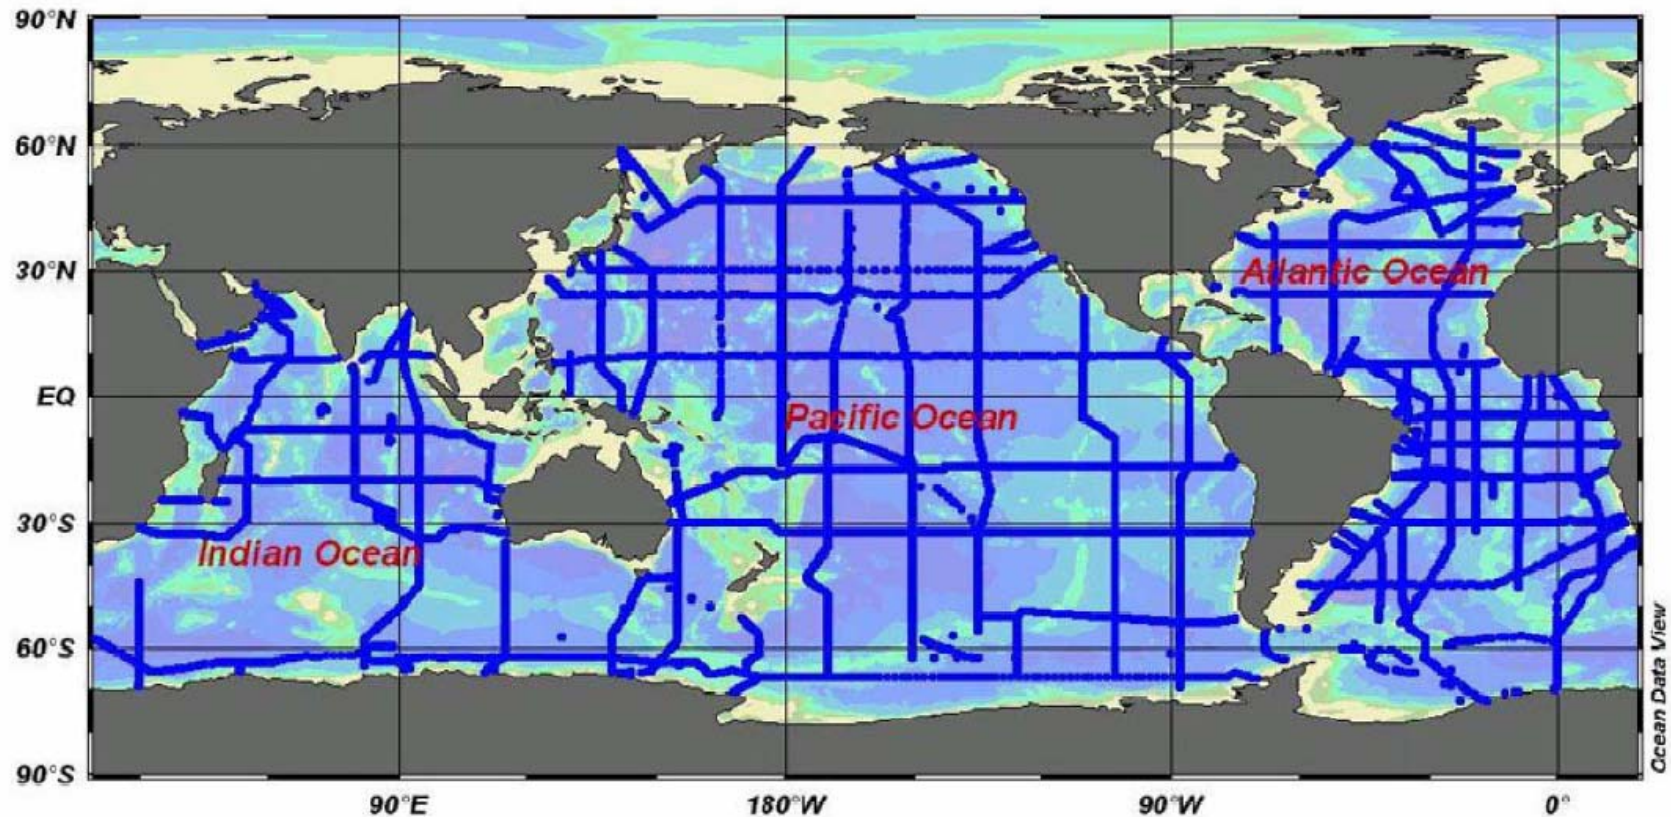 90°N
60°N
30°N
EQ
30°S
60°S
90°S
Atlantic Ocean
Pacific Ocean
Indian Ocean
90°E
180°W
90°W
0°
Ocean Data View